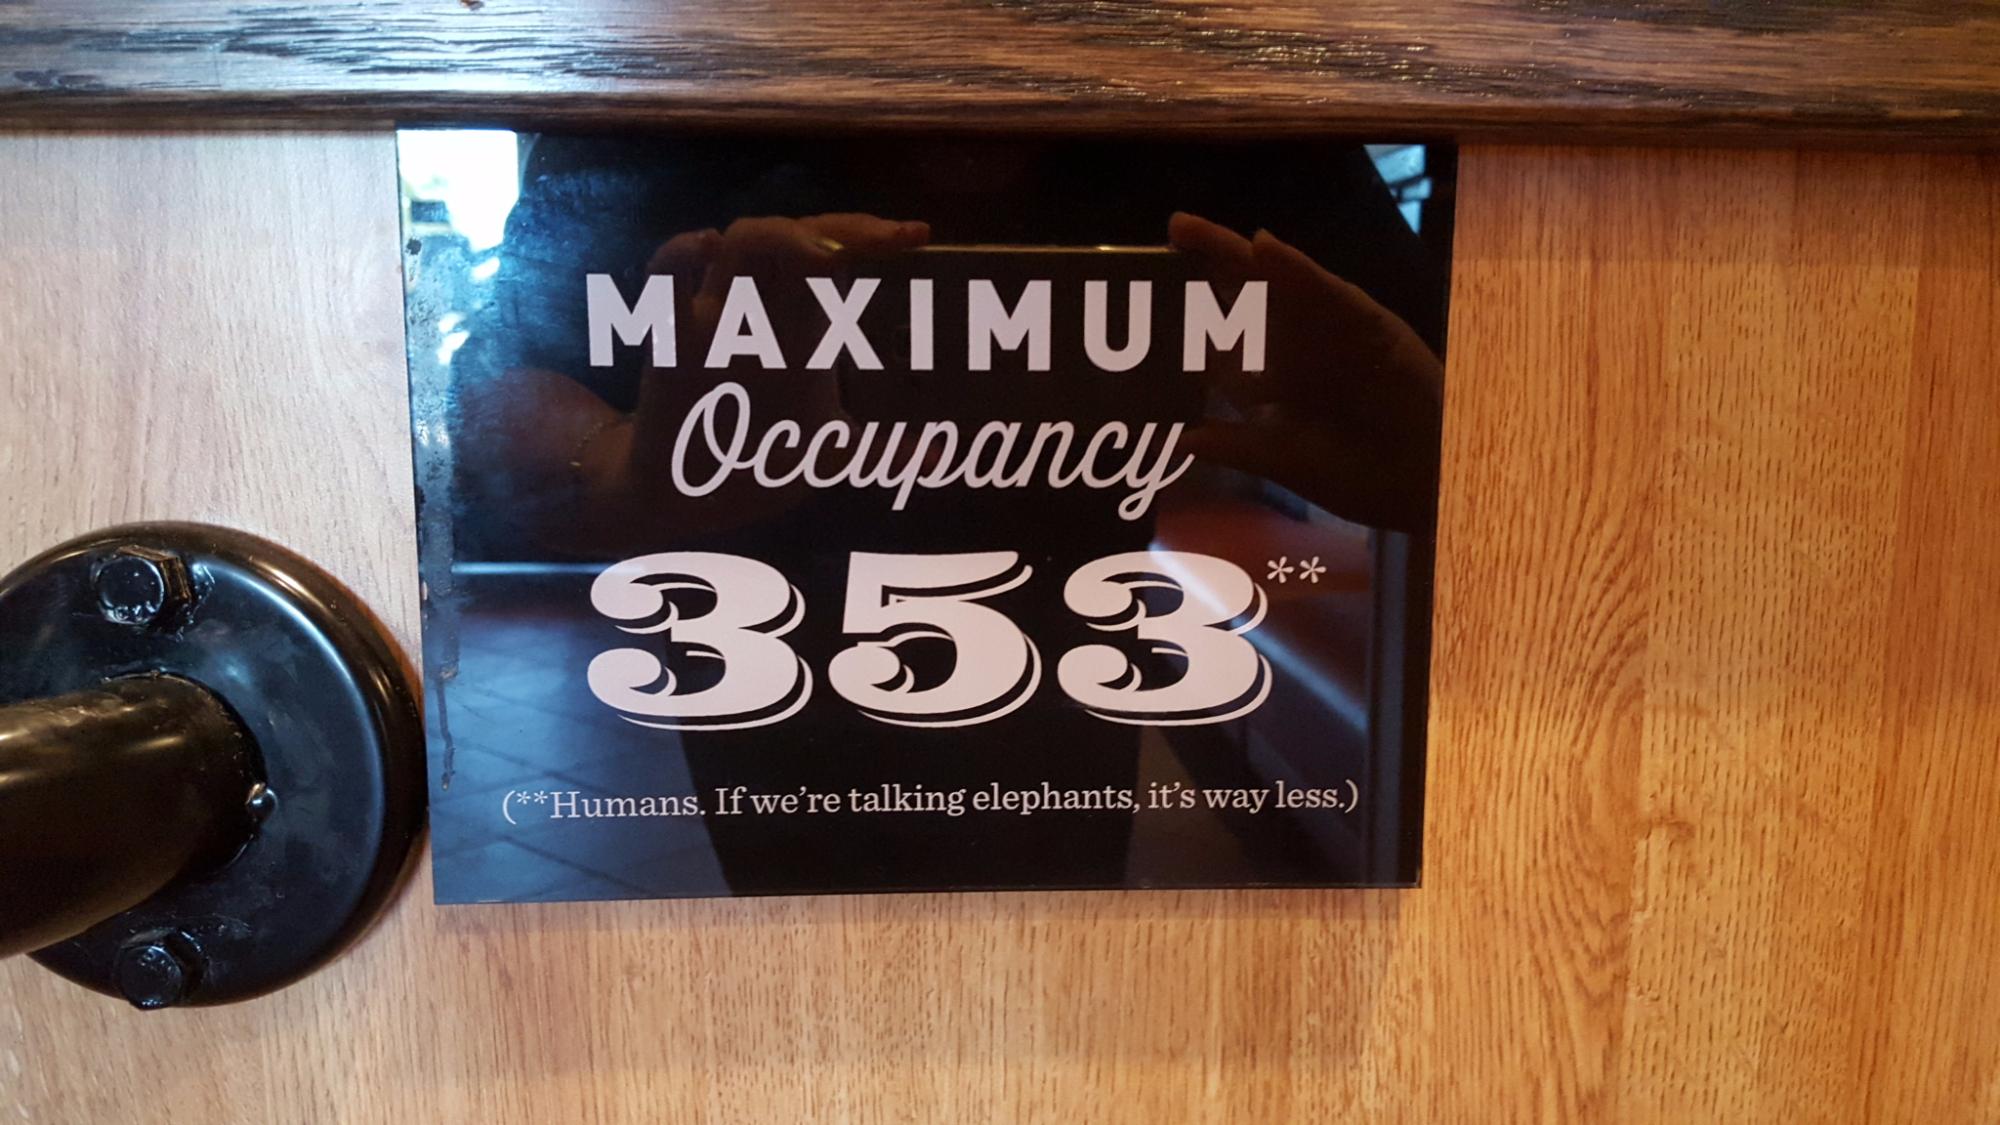 MAXIMUM
Occupancy
353**
(**Humans. If we're talking elephants, it's way less.)